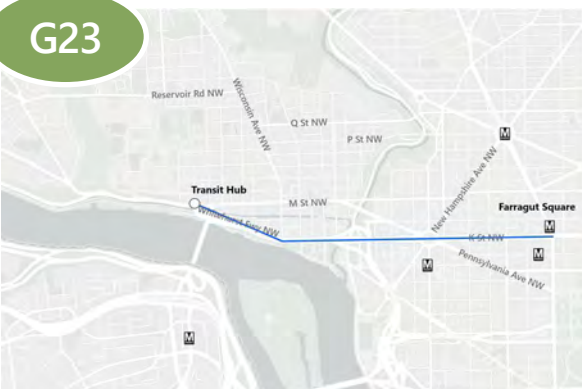 G23
Reservoir Rd NW
Wisconsin Ave NW
Q St NW
P St NW
M
New Hampshire Ave NW
Transit Hub
M St NW
Farragut Square
Whitehurst Fwy NW
M
K St NW
M
Pennsylvania Ave NW
M
M